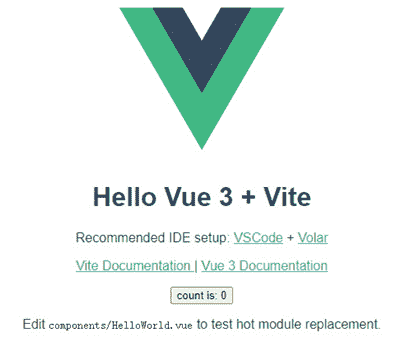 Hello Vue 3 + Vite
Recommended IDE setup: VSCode + Volar
Vite Documentation | Vue 3 Documentation
count is: 0
Edit components/HelloWorld.vue to test hot module replacement.